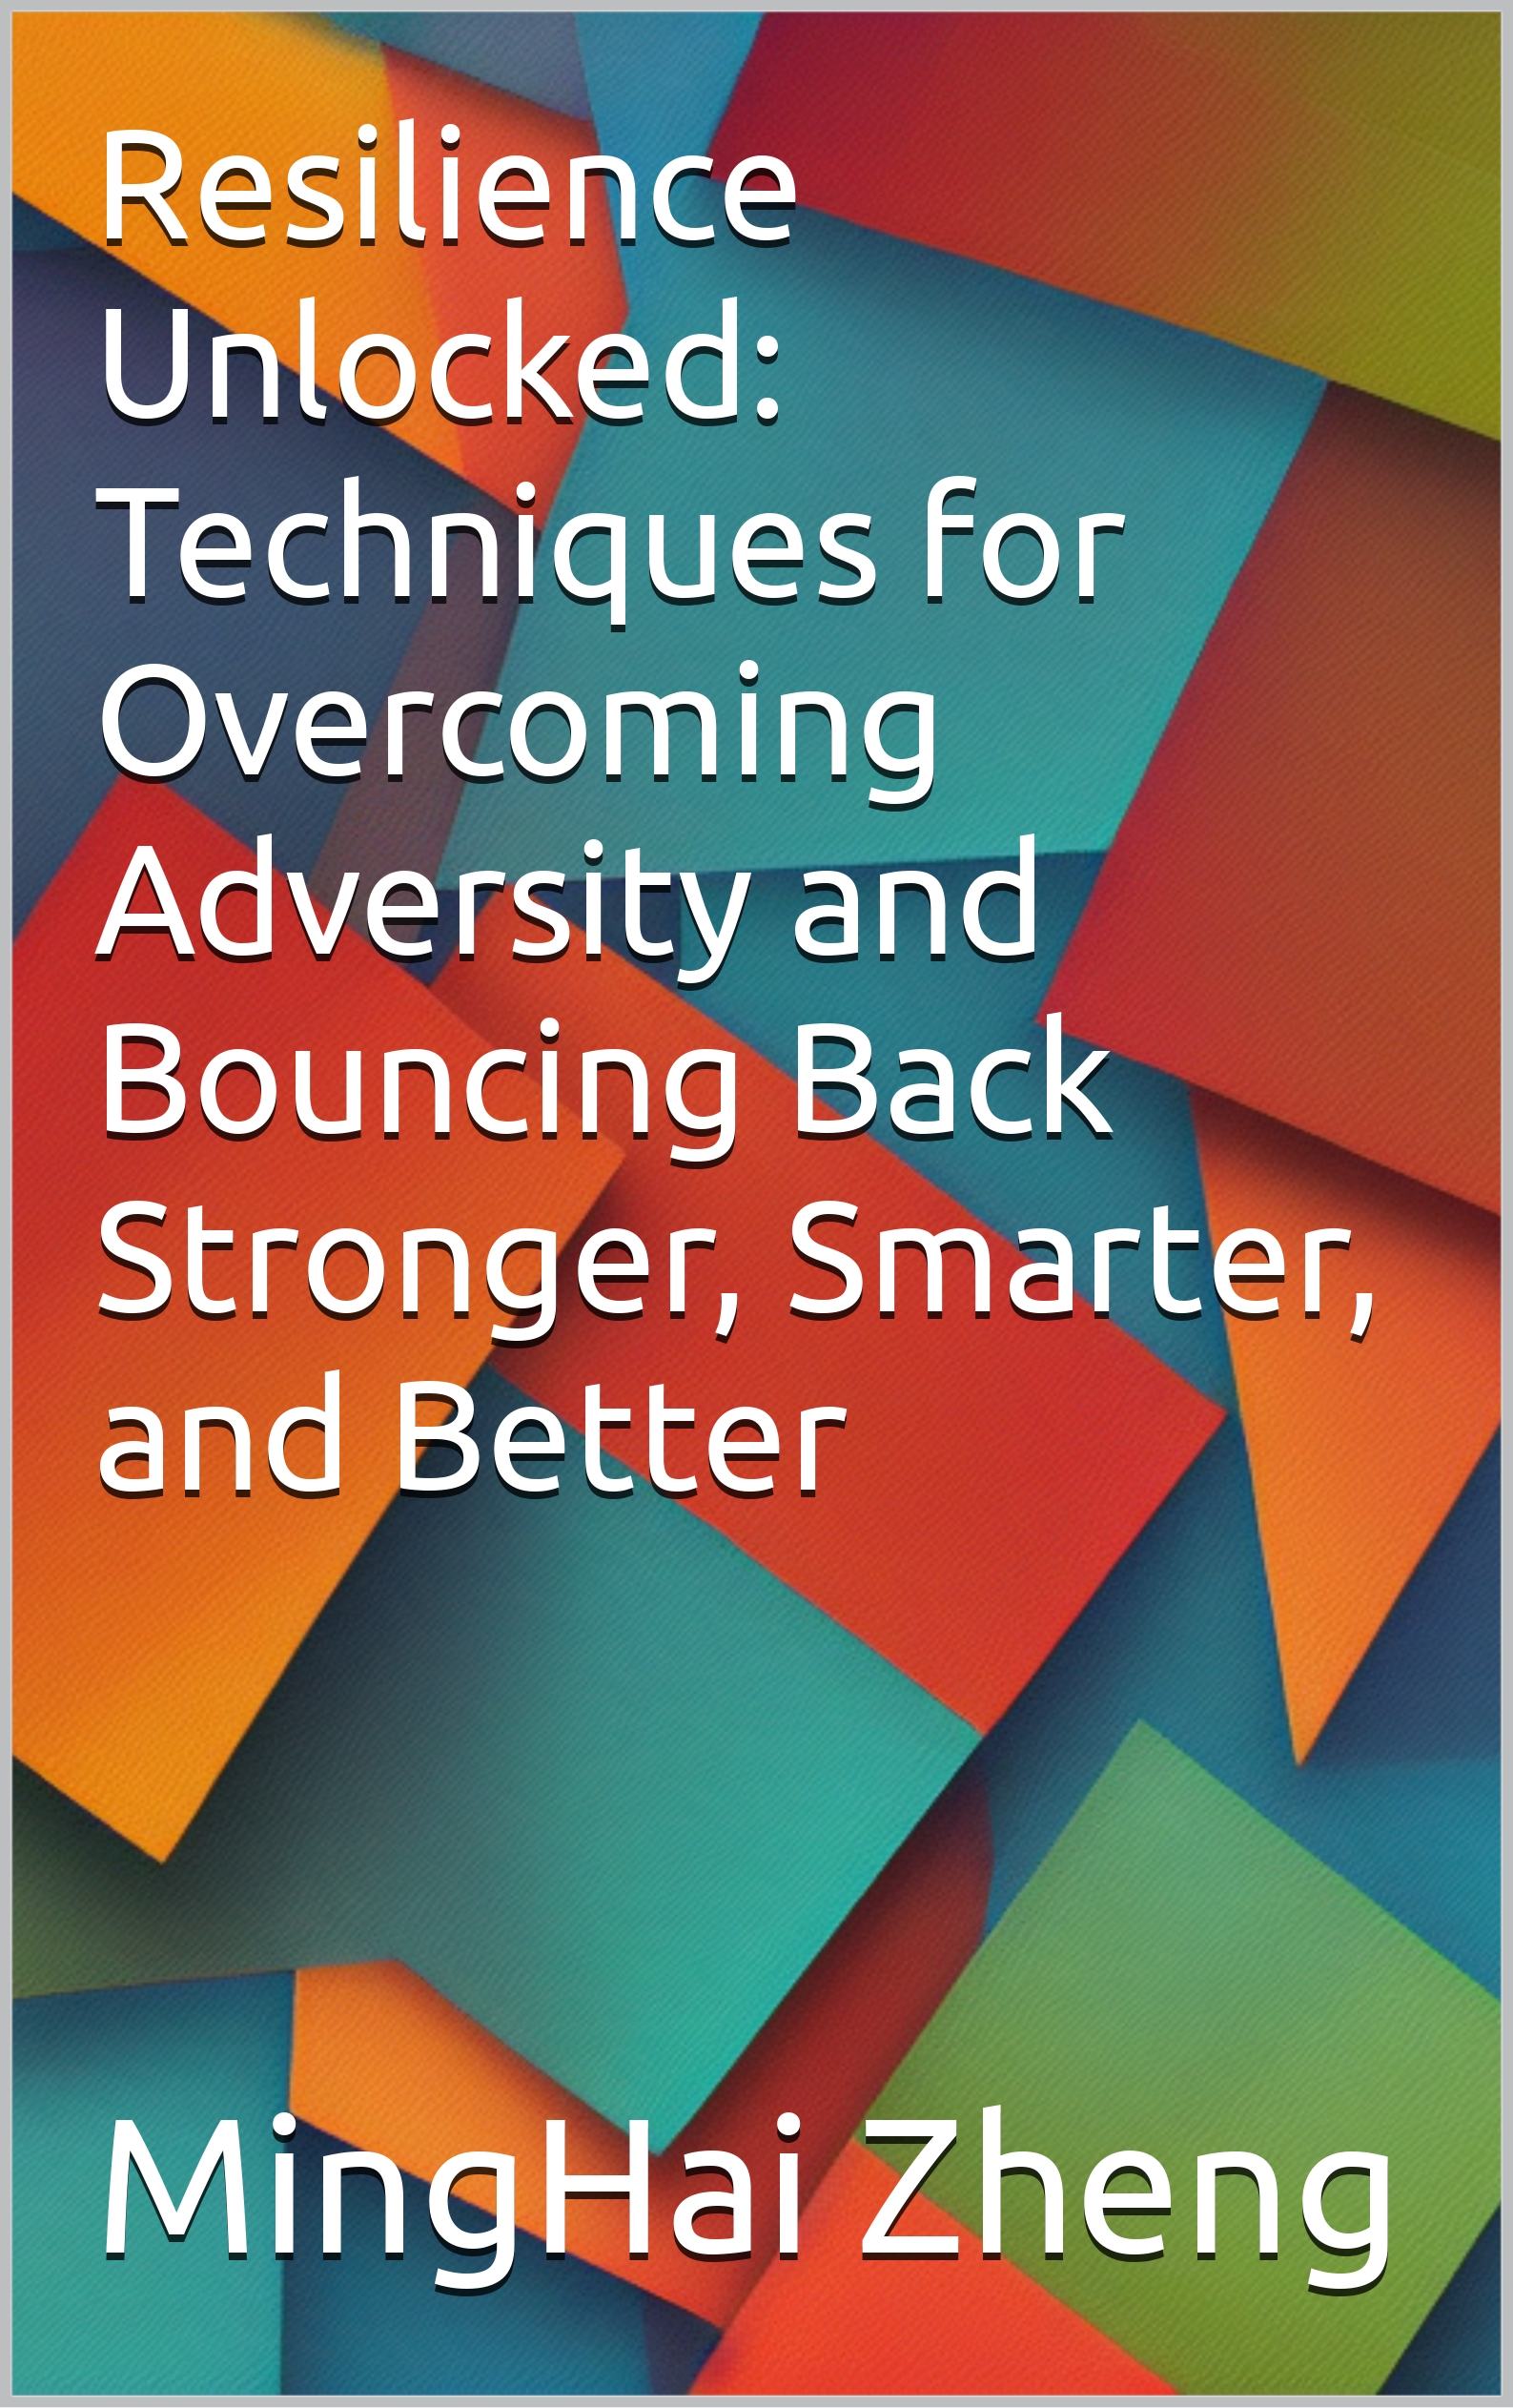 Resilience
Unlocked:
Techniques for
Overcoming
Adversity and
Bouncing Back
Stronger, Smarter,
and Better
MingHai Zheng